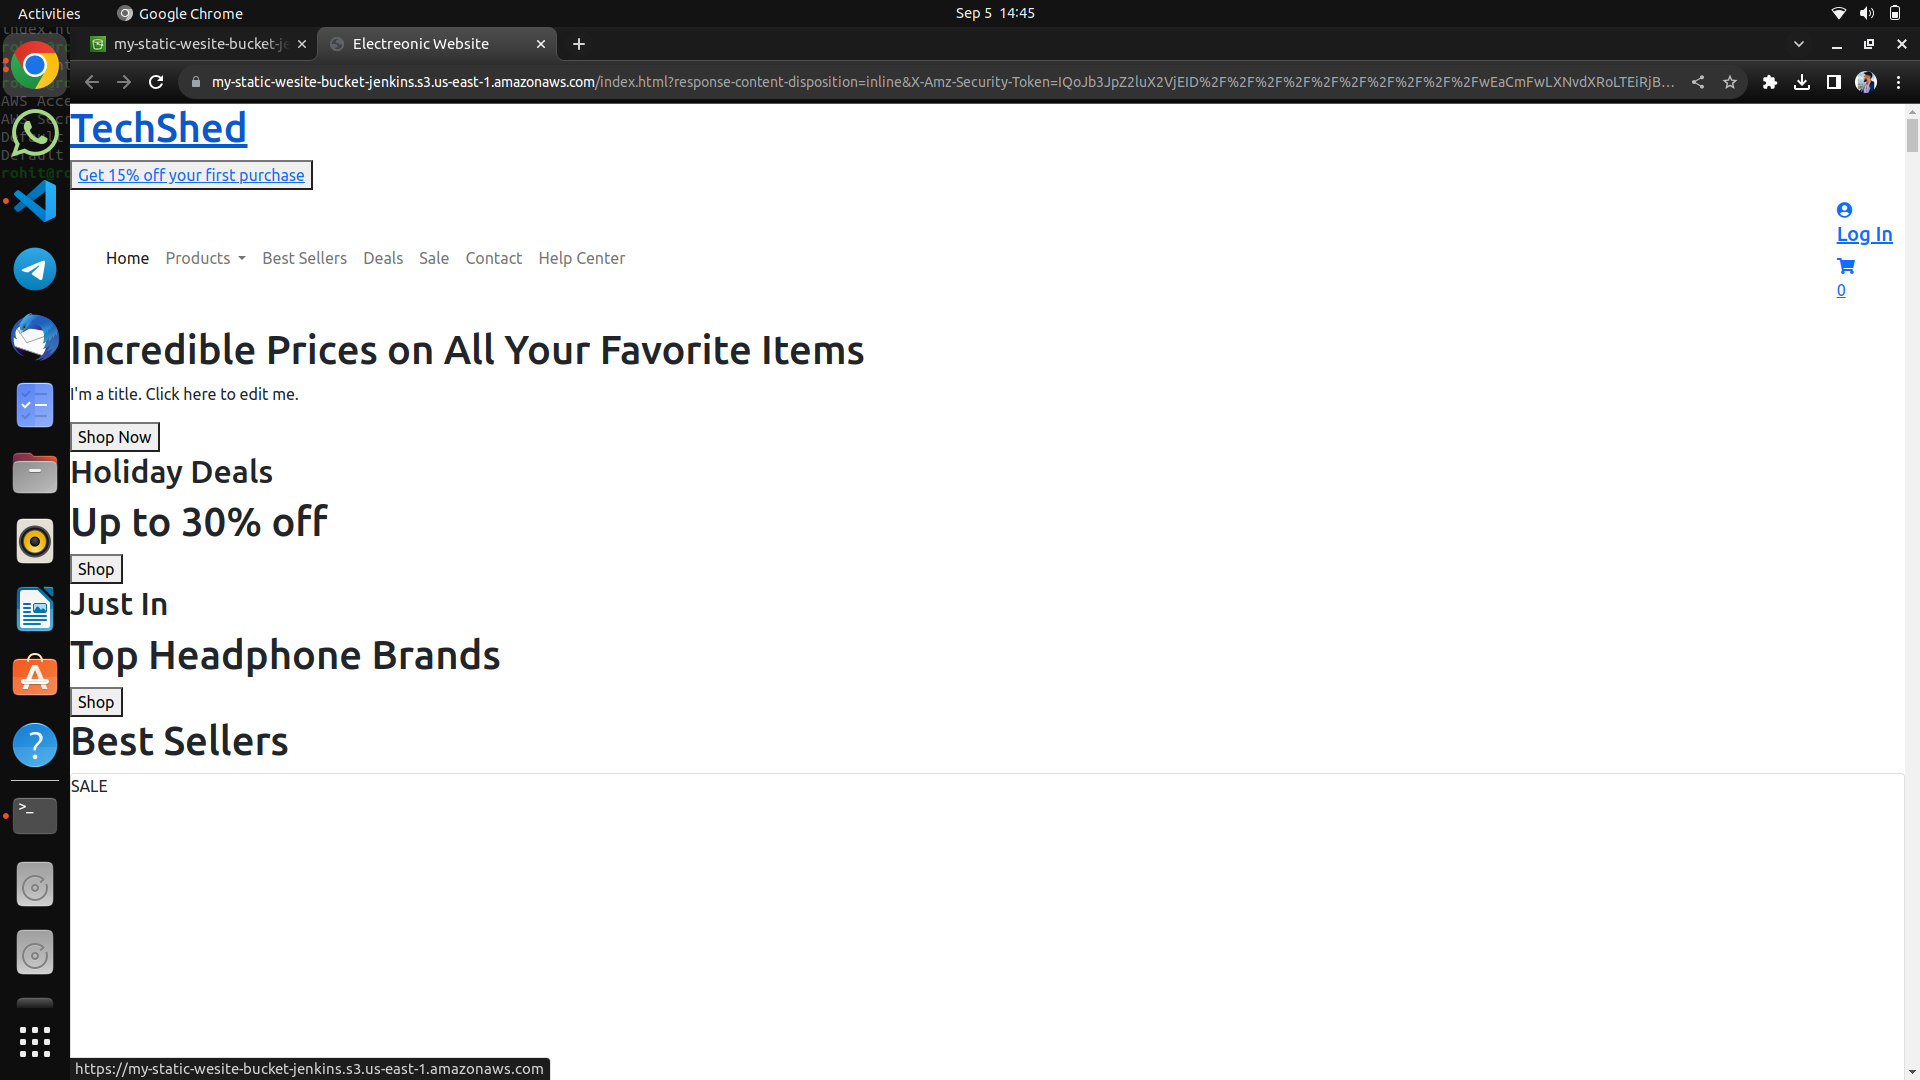 Activities
Google Chrome
Sep 5 14:45
my-static-wesite-bucket-je
Electreonic Website
my-static-wesite-bucket-jenkins.s3.us-east-1.amazonaws.com/index.html?response-content-disposition=inline&X-Amz-Security-Token=IQoJb3JpZ2luX2VjEID%2F%2F%2F%2F%2F%2F%2F%2F%2F%2FwEaCmFwLXNvdXRoLTEiRjB...
AWS Acce
Default
rohit@ro
TechShed
Get 15% off your first purchase
Log In
Home Products Best Sellers Deals Sale Contact Help Center
0
Incredible Prices on All Your Favorite Items
I'm a title. Click here to edit me.
Shop Now
Holiday Deals
Up to 30% off
Shop
Just In
Top Headphone Brands
Shop
Best Sellers
SALE
https://my-static-wesite-bucket-jenkins.s3.us-east-1.amazonaws.com